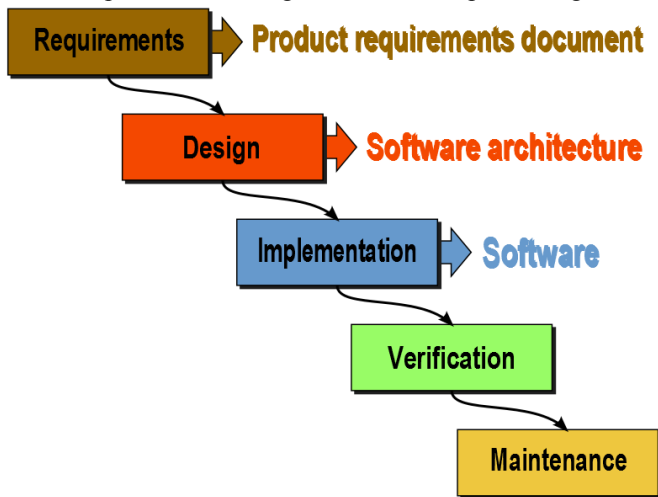 Requirements
Product requirements document
Design
Software architecture
Implementation
Software
Verification
Maintenance